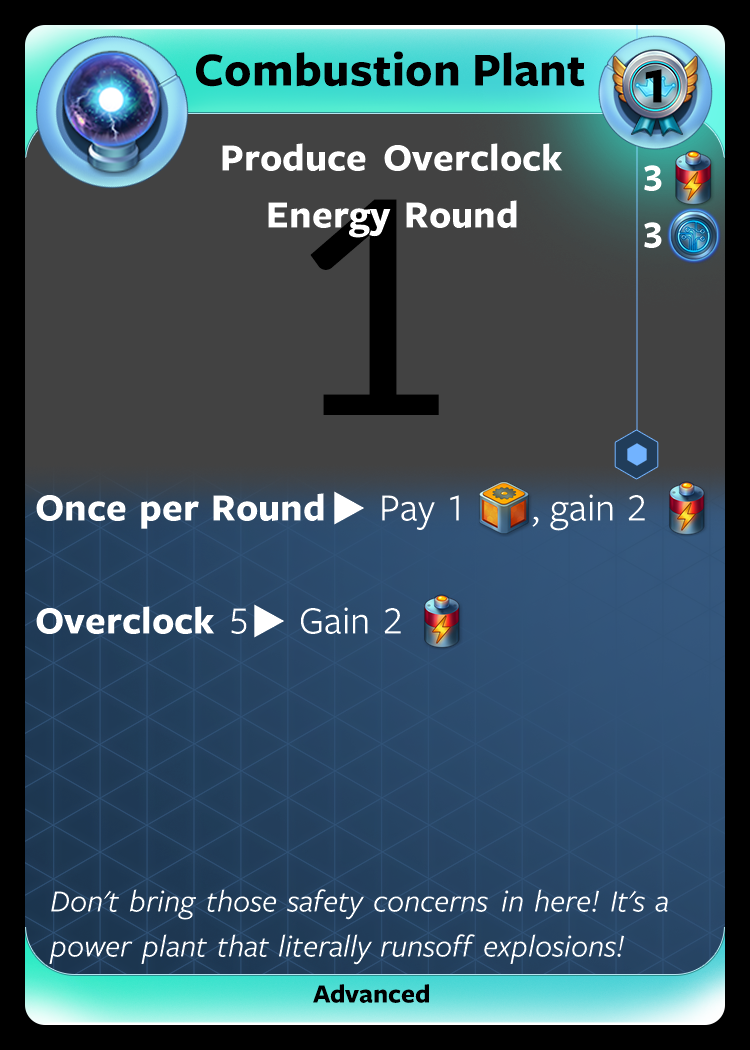 Combustion Plant
1
Produce Overclock
Energy Round
3
3
1
Once per Round▶ Pay 1 , gain 2
Overclock 5▶ Gain 2
Don't bring those safety concerns in here! It's a
power plant that literally runsoff explosions!
Advanced